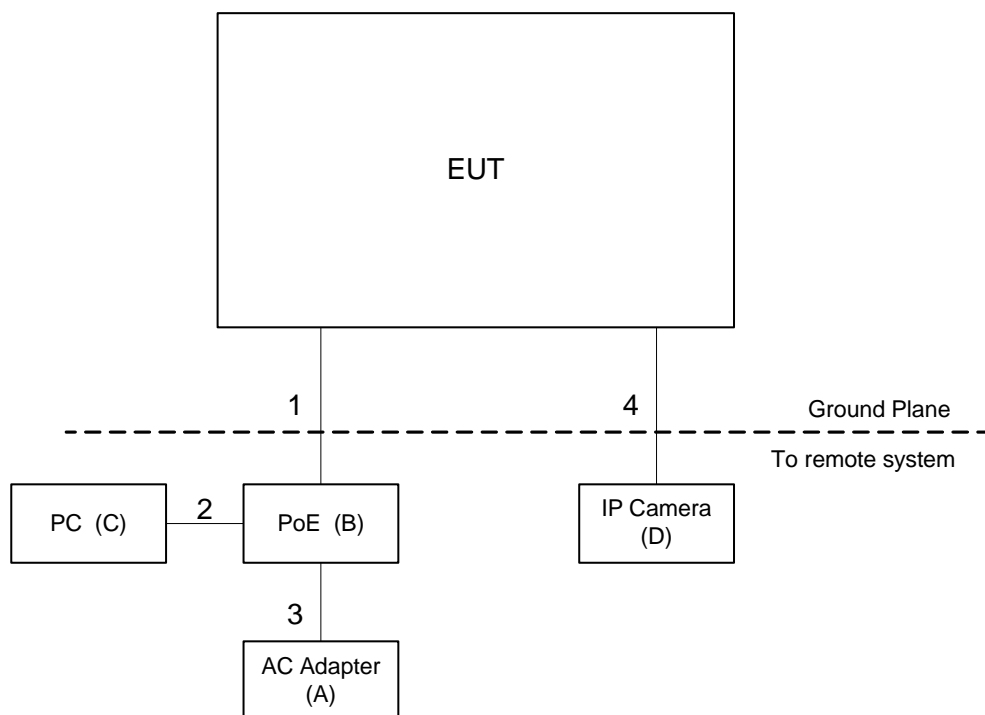 EUT
1
4
Ground Plane
To remote system
PC (C)
2
PoE (B)
IP Camera
(D)
3
AC Adapter
(A)